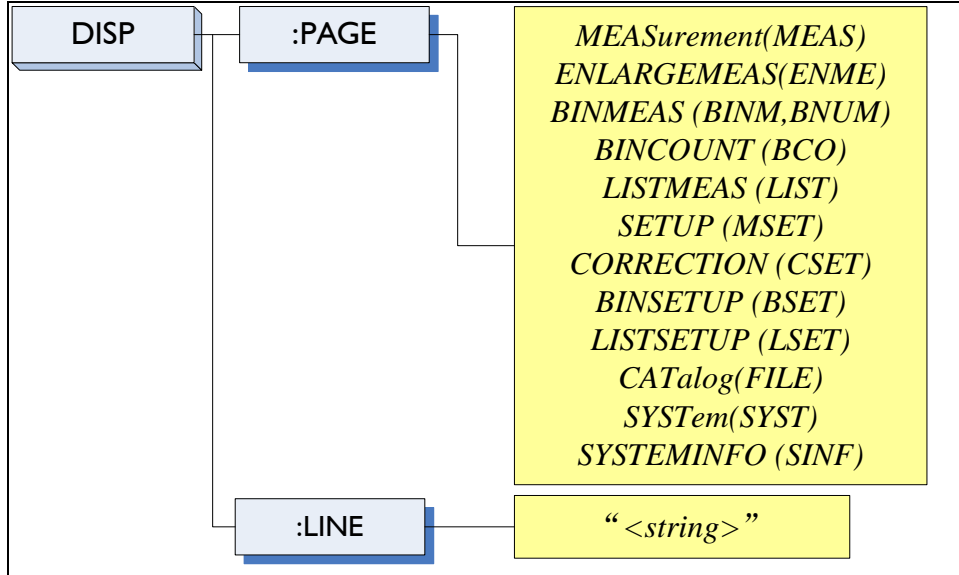 DISP
:PAGE
MEASurement(MEAS)
ENLARGEMEAS(ENME)
BINMEAS (BINM,BNUM)
BINCOUNT (BCO)
LISTMEAS (LIST)
SETUP (MSET)
CORRECTION (CSET)
BINSETUP (BSET)
LISTSETUP (LSET)
CATalog(FILE)
SYSTem(SYST)
SYSTEMINFO (SINF)
:LINE
“<string>”